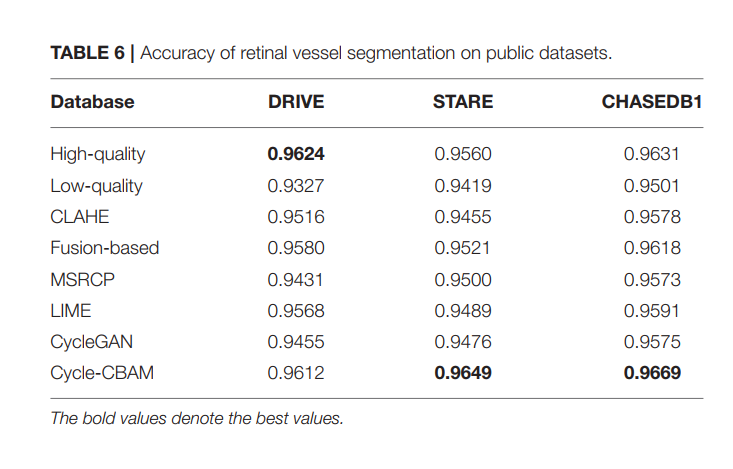 TABLE 6 | Accuracy of retinal vessel segmentation on public datasets.
Database DRIVE STARE CHASEDB1
High-quality 0.9624 0.9560 0.9631
Low-quality 0.9327 0.9419 0.9501
CLAHE 0.9516 0.9455 0.9578
Fusion-based 0.9580 0.9521 0.9618
MSRCP 0.9431 0.9500 0.9573
LIME 0.9568 0.9489 0.9591
CycleGAN 0.9455 0.9476 0.9575
Cycle-CBAM 0.9612 0.9649 0.9669
The bold values denote the best values.